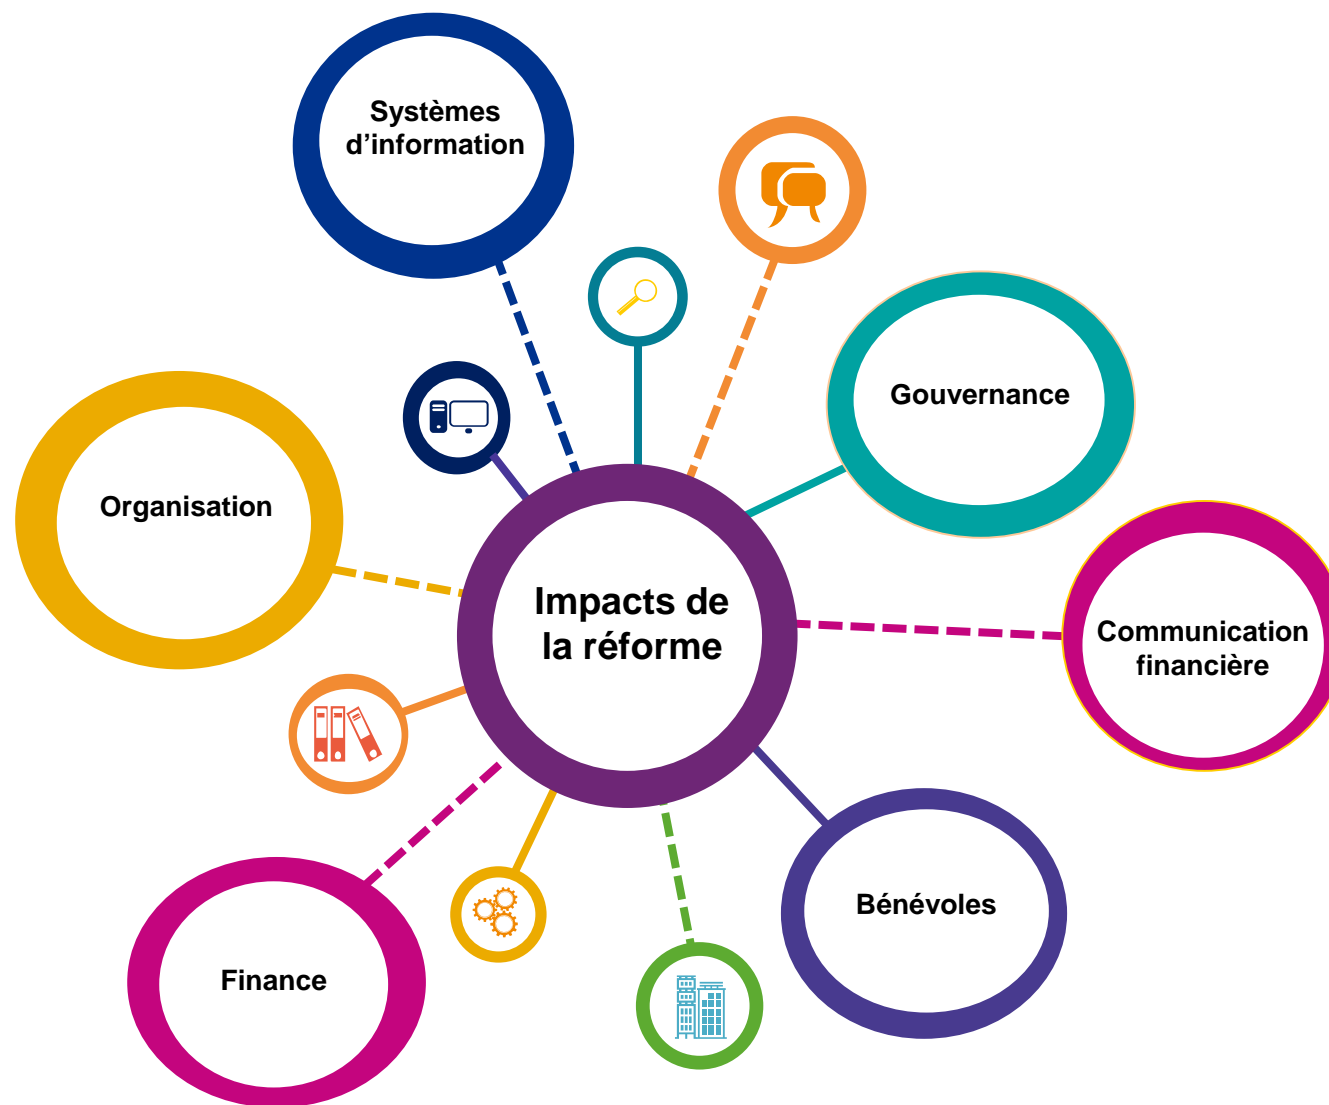 Systèmes
d’information
Gouvernance
Organisation
Impacts de
la réforme
Communication
financière
Bénévoles
Finance